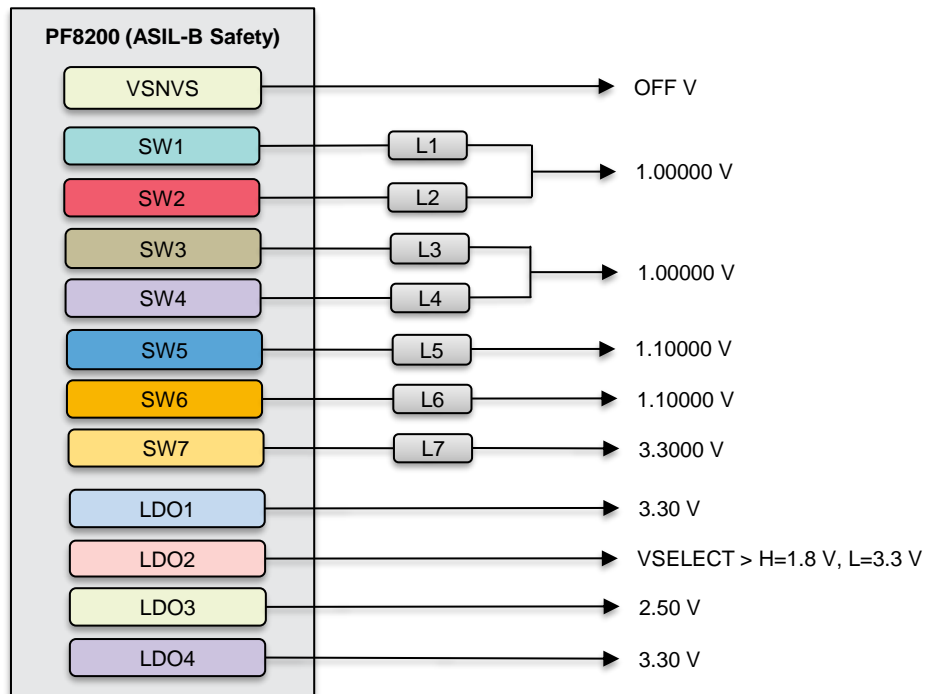 PF8200 (ASIL-B Safety)
VSNVS
OFF V
SW1
L1
1.00000 V
SW2
L2
SW3
L3
1.00000 V
SW4
L4
SW5
L5
1.10000 V
SW6
L6
1.10000 V
SW7
L7
3.3000 V
LDO1
3.30 V
LDO2
VSELECT > H=1.8 V, L=3.3 V
LDO3
2.50 V
LDO4
3.30 V